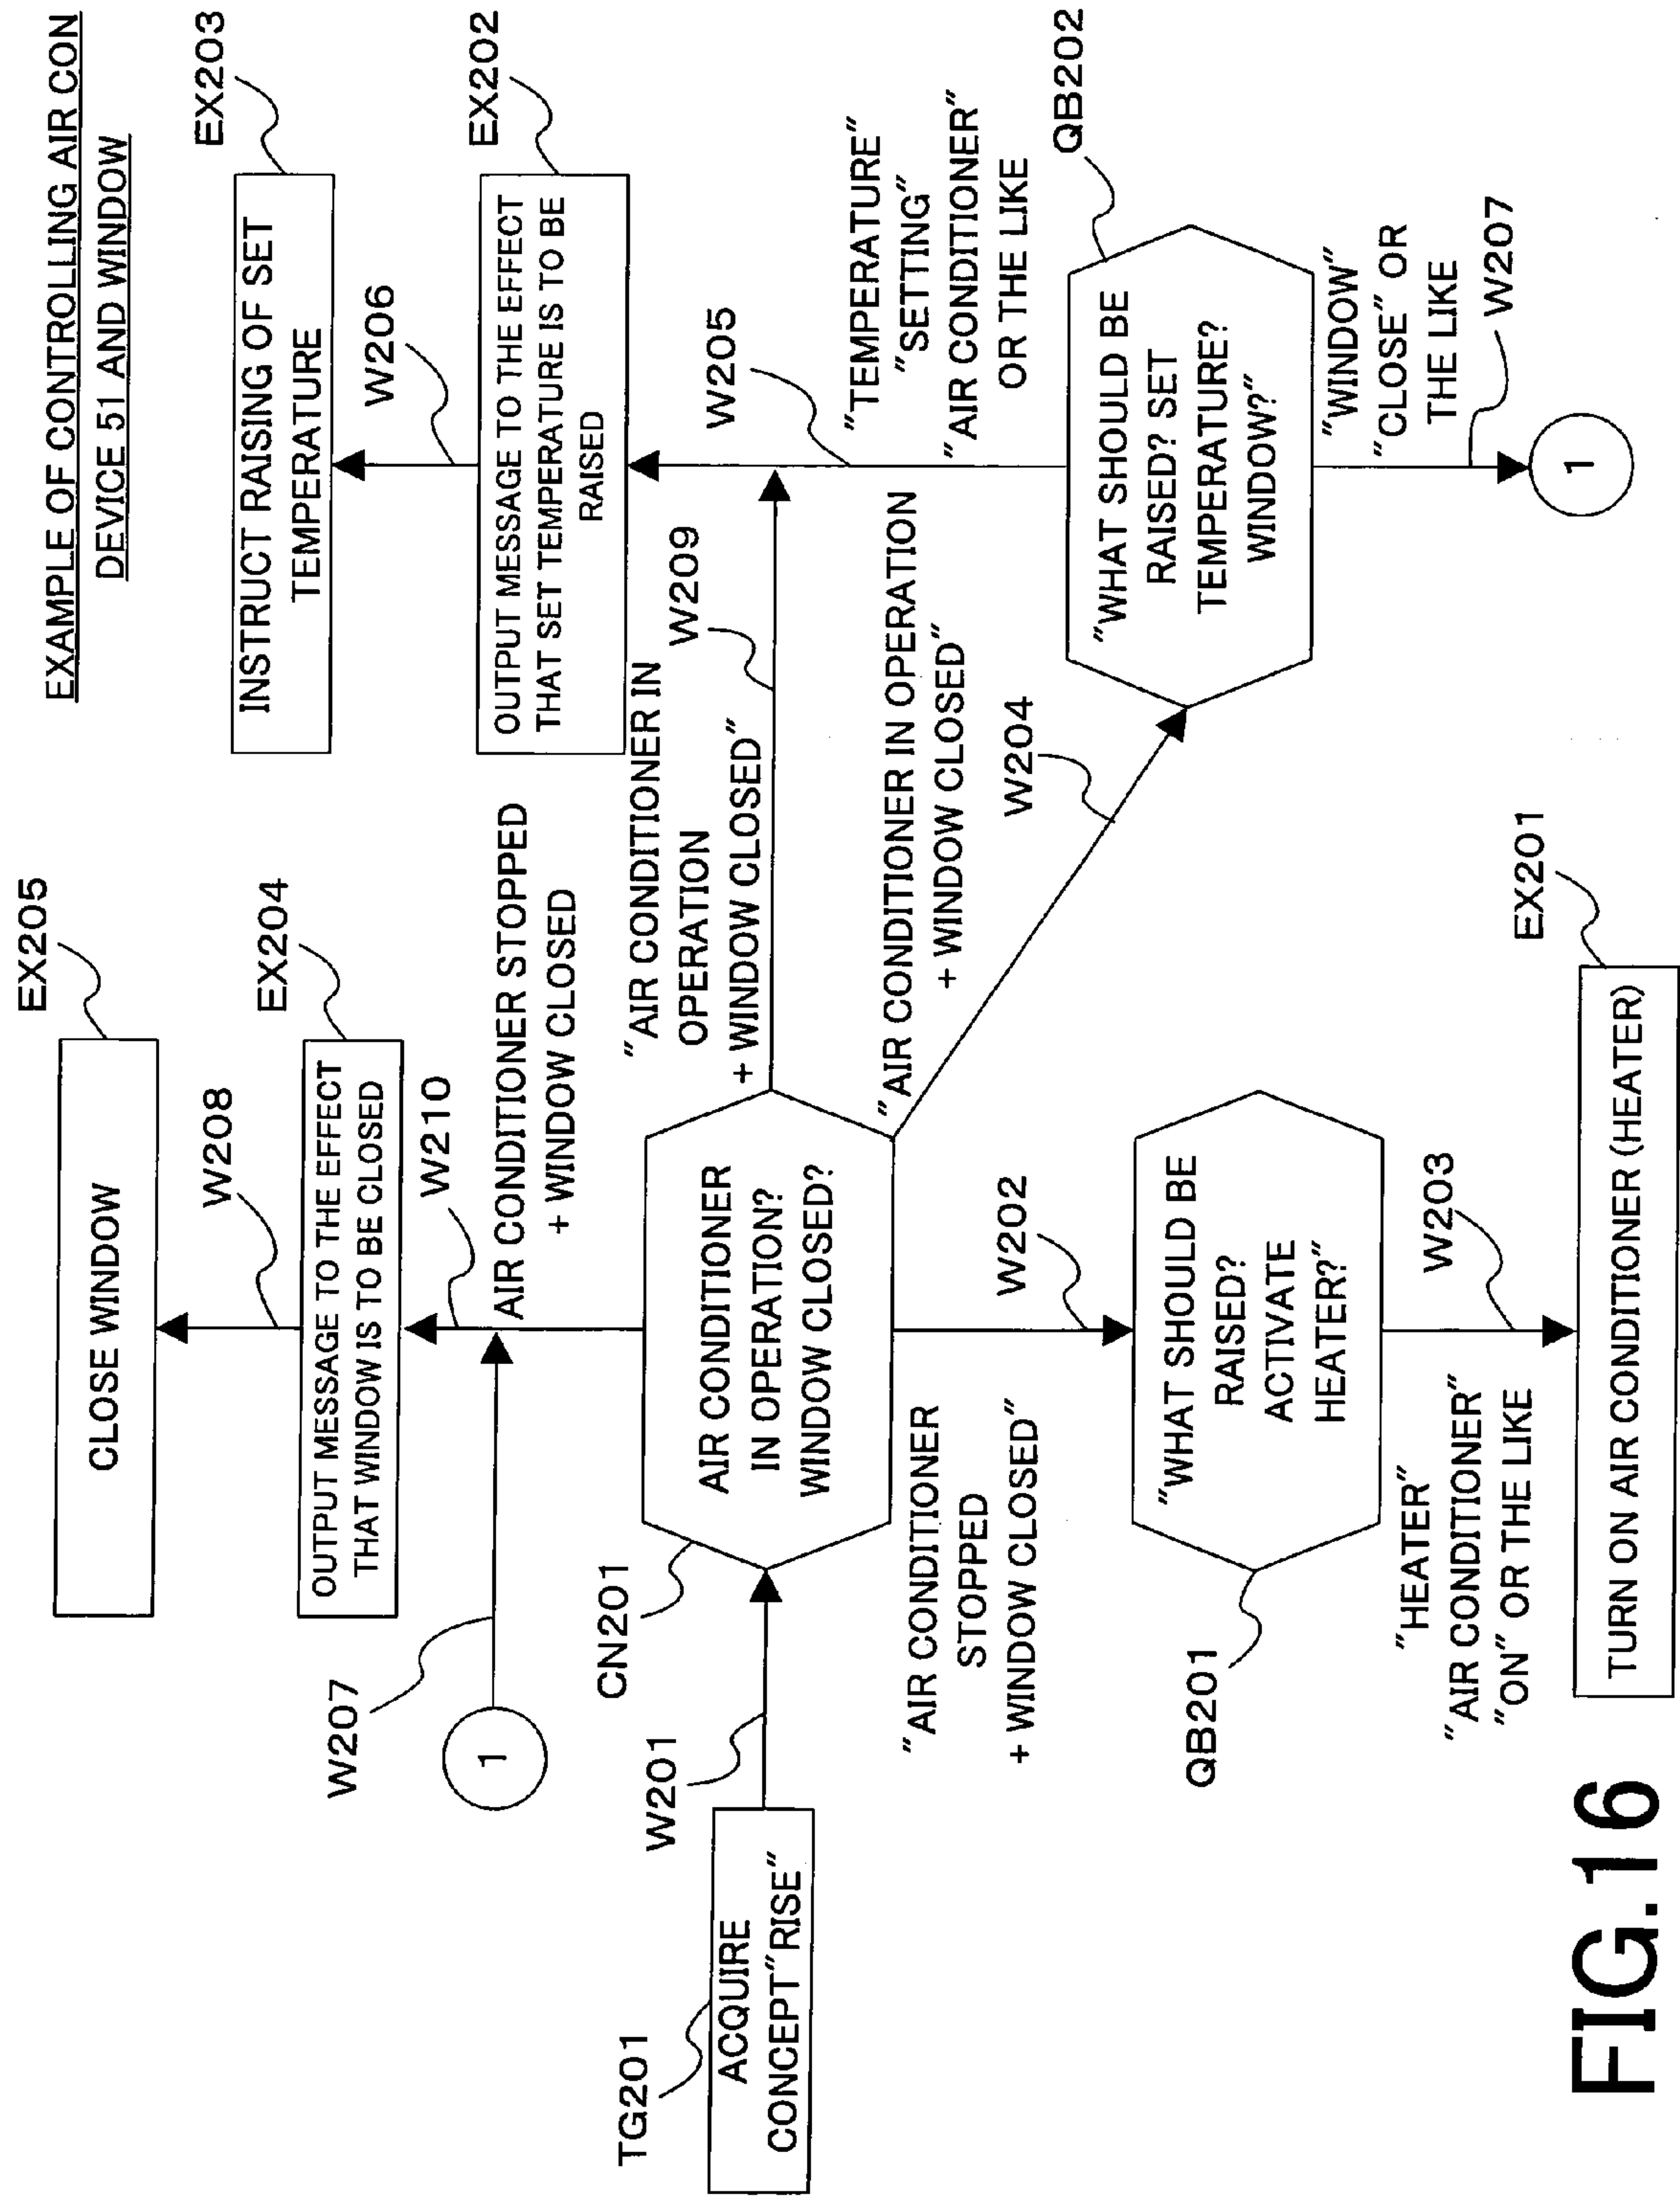 EXAMPLE OF CONTROLLING AIR CON
DEVICE 51 AND WINDOW
EX205
CLOSE WINDOW
W208
EX204
OUTPUT MESSAGE TO THE EFFECT
THAT WINDOW IS TO BE CLOSED
W210
W207
1
AIR CONDITIONER STOPPED
+ WINDOW CLOSED
EX203
INSTRUCT RAISING OF SET
TEMPERATURE
W206
EX202
OUTPUT MESSAGE TO THE EFFECT
THAT SET TEMPERATURE IS TO BE
RAISED
"AIR CONDITIONER IN
OPERATION
+ WINDOW CLOSED"
W209
W205
"TEMPERATURE"
"SETTING"
"AIR CONDITIONER"
OR THE LIKE
TG201
ACQUIRE
CONCEPT"RISE"
W201
CN201
AIR CONDITIONER
IN OPERATION?
WINDOW CLOSED?
"AIR CONDITIONER IN OPERATION
+ WINDOW CLOSED"
W204
QB202
"WHAT SHOULD BE
RAISED? SET
TEMPERATURE?
WINDOW?"
"AIR CONDITIONER
STOPPED
+ WINDOW CLOSED"
W202
QB201
"WHAT SHOULD BE
RAISED?
ACTIVATE
HEATER?"
"WINDOW"
"CLOSE" OR
THE LIKE
W207
1
"HEATER"
"AIR CONDITIONER"
"ON" OR THE LIKE
W203
EX201
TURN ON AIR CONDITIONER (HEATER)
FIG.16